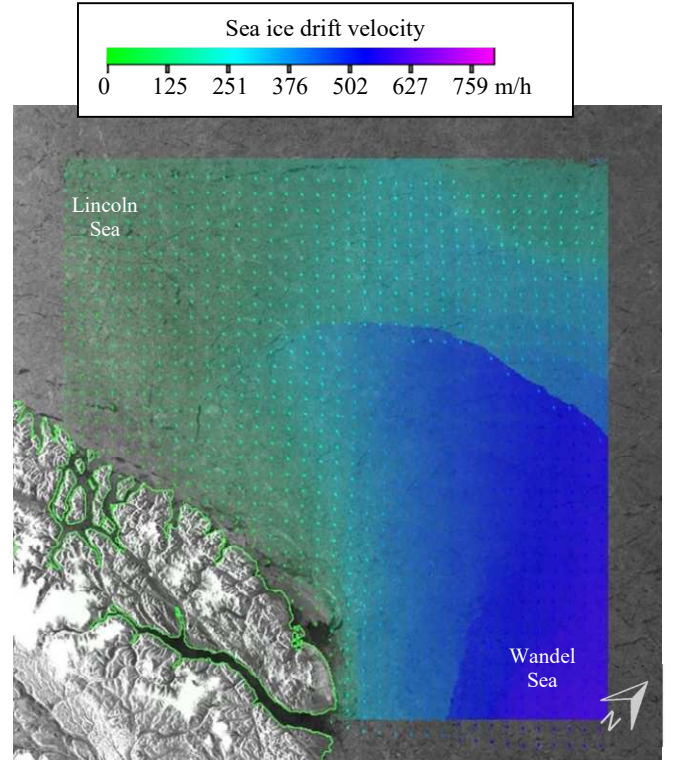 Sea ice drift velocity
0 125 251 376 502 627 759 m/h
Lincoln
Sea
Wandel
Sea
N